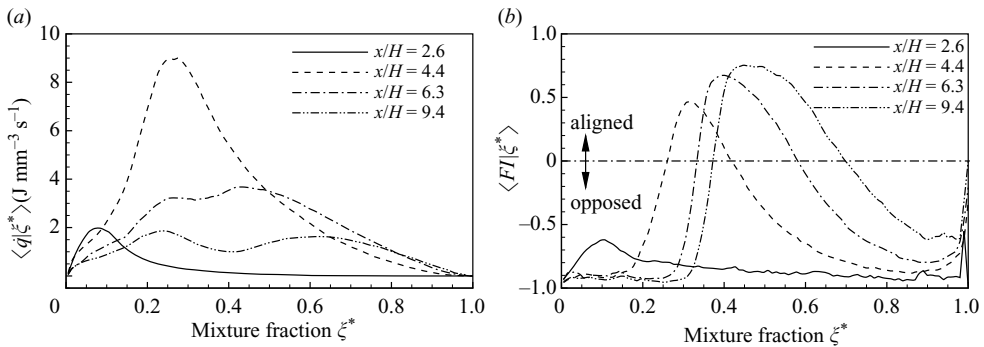 (a)
10
8
6
4
2
0
0.2
0.4
0.6
0.8
1.0
⟨q̇|ξ*⟩(J mm⁻³ s⁻¹)
Mixture fraction ξ*
x/H = 2.6
x/H = 4.4
x/H = 6.3
x/H = 9.4
(b)
1.0
0.5
0
−0.5
−1.0
0
0.2
0.4
0.6
0.8
1.0
⟨FI|ξ*⟩
Mixture fraction ξ*
x/H = 2.6
x/H = 4.4
x/H = 6.3
x/H = 9.4
aligned
opposed